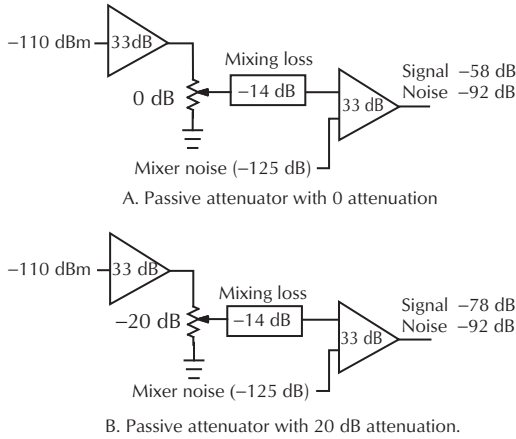 −110 dBm
33dB
0 dB
Mixing loss
−14 dB
33 dB
Signal −58 dB
Noise −92 dB
Mixer noise (−125 dB)
A. Passive attenuator with 0 attenuation
−110 dBm
33 dB
−20 dB
Mixing loss
−14 dB
33 dB
Signal −78 dB
Noise −92 dB
Mixer noise (−125 dB)
B. Passive attenuator with 20 dB attenuation.